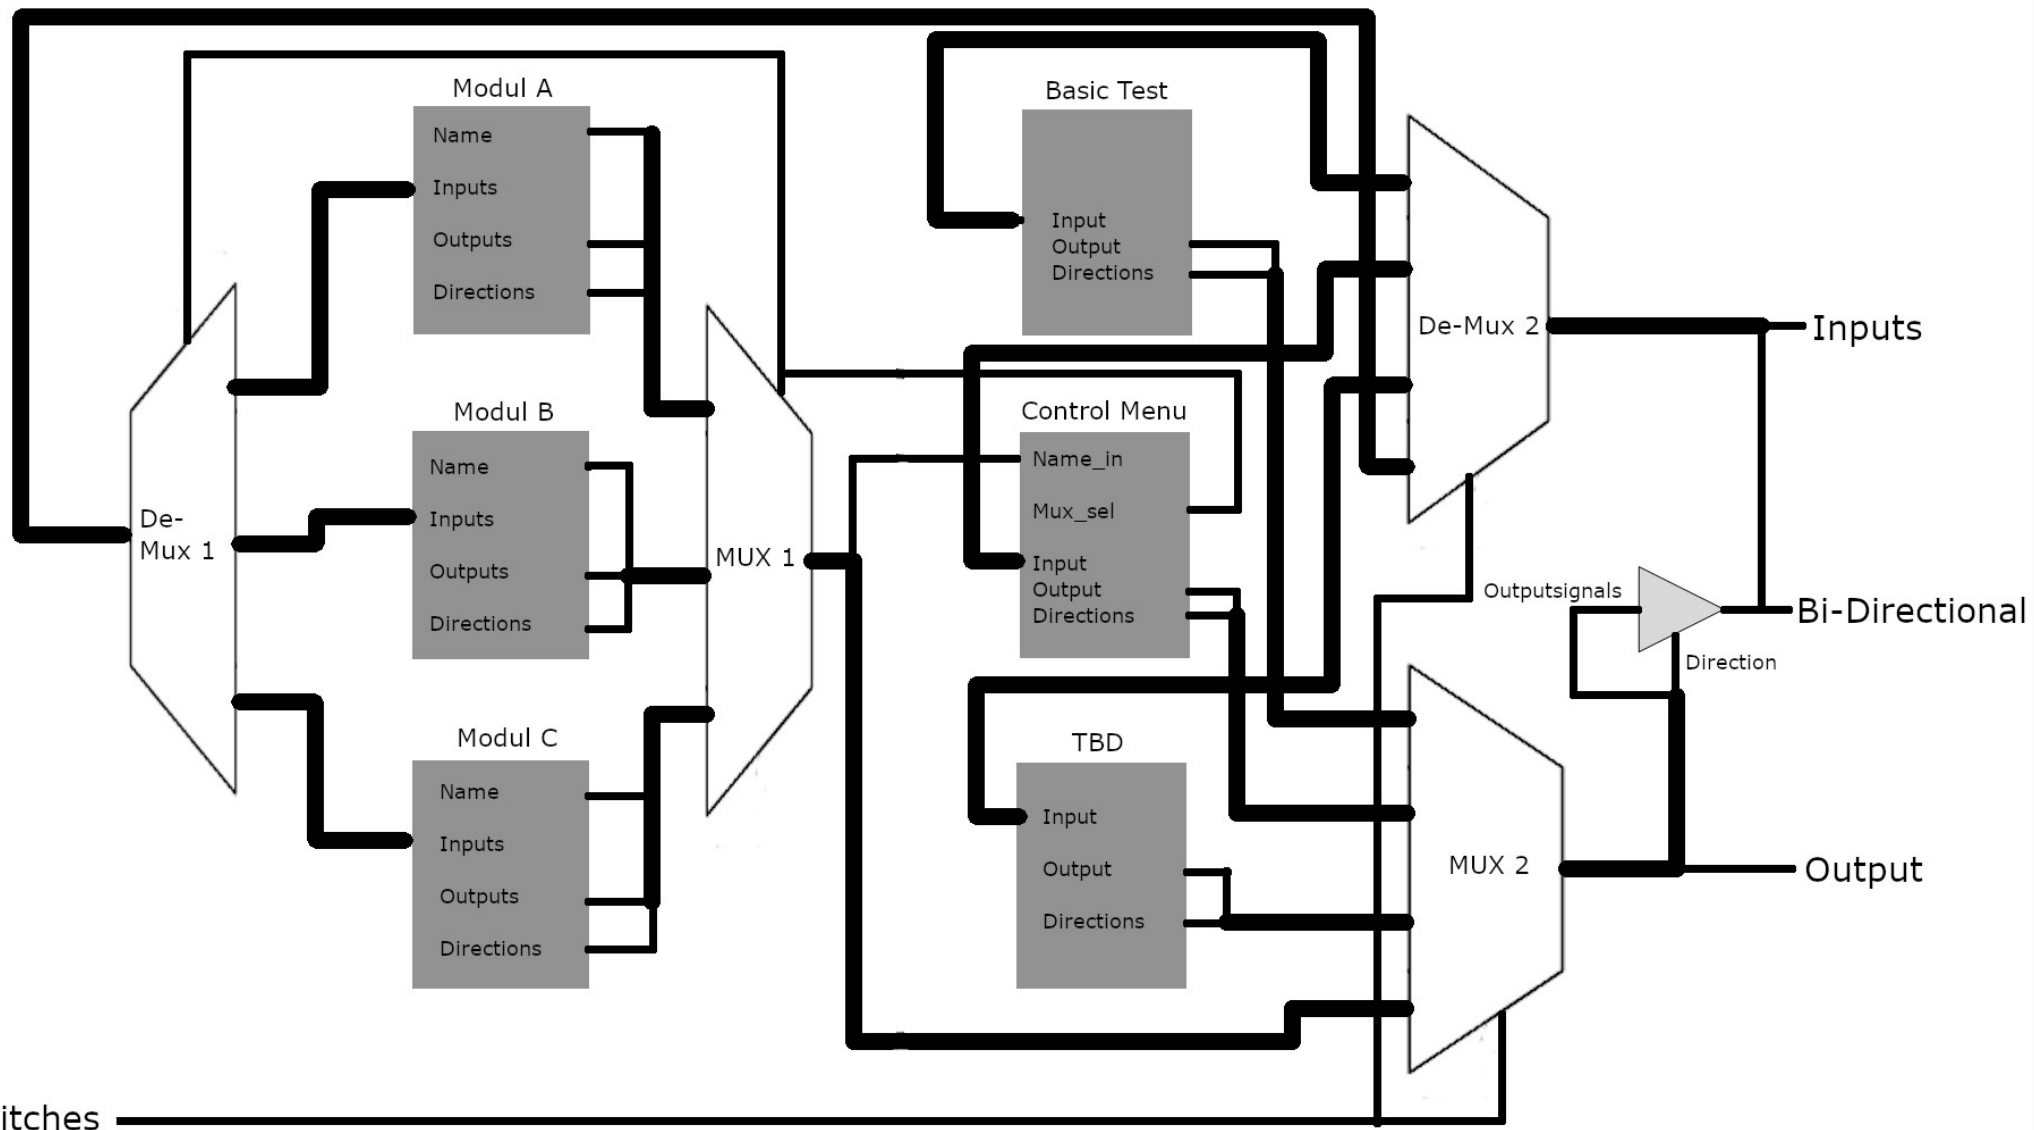 Modul A
Name
Inputs
Outputs
Directions
Modul B
Name
Inputs
Outputs
Directions
Modul C
Name
Inputs
Outputs
Directions
De-
Mux 1
MUX 1
Basic Test
Input
Output
Directions
Control Menu
Name_in
Mux_sel
Input
Output
Directions
TBD
Input
Output
Directions
De-Mux 2
MUX 2
Inputs
Outputsignals
Bi-Directional
Direction
Output
itches